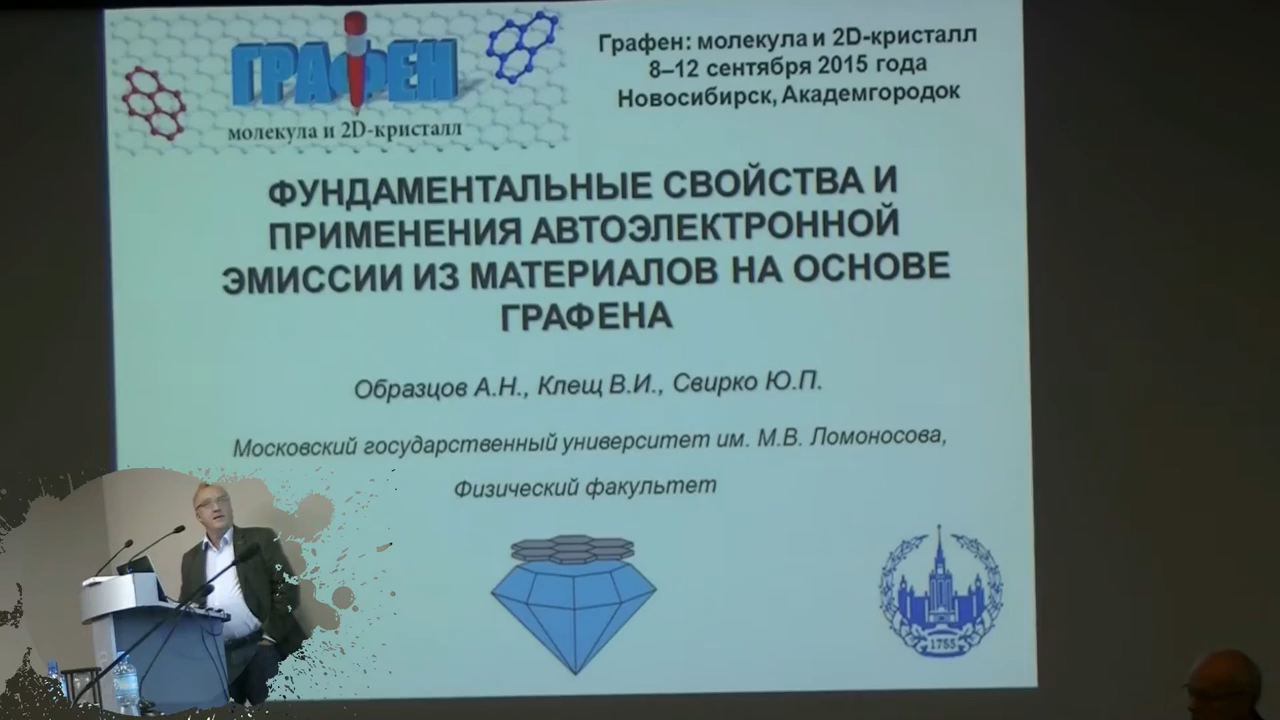 ГРАФЕН
молекула и 2D-кристалл
Графен: молекула и 2D-кристалл
8–12 сентября 2015 года
Новосибирск, Академгородок
ФУНДАМЕНТАЛЬНЫЕ СВОЙСТВА И
ПРИМЕНЕНИЯ АВТОЭЛЕКТРОННОЙ
ЭМИССИИ ИЗ МАТЕРИАЛОВ НА ОСНОВЕ
ГРАФЕНА
Образцов А.Н., Клещ В.И., Свирко Ю.П.
Московский государственный университет им. М.В. Ломоносова,
Физический факультет
1755